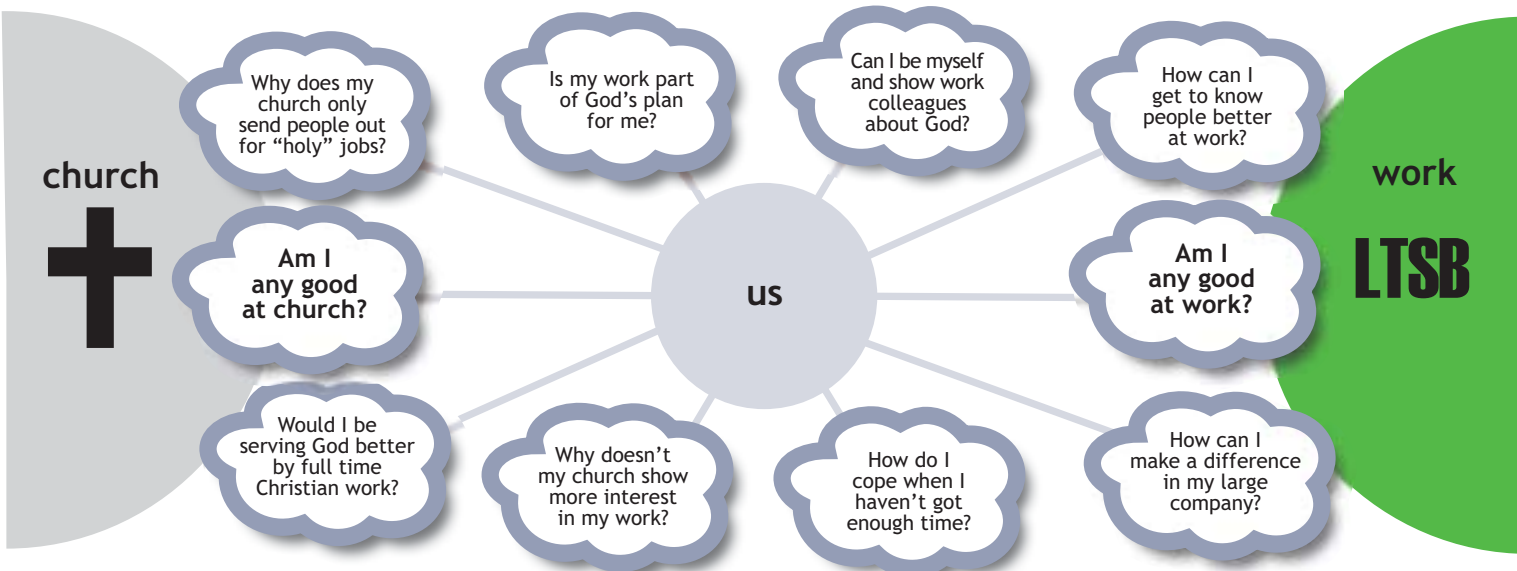 Why does my
church only
send people out
for “holy” jobs?
Is my work part
of God’s plan
for me?
Can I be myself
and show work
colleagues
about God?
How can I
get to know
people better
at work?
church
work
Am I
any good
at church?
us
Am I
any good
at work?
LTSB
Would I be
serving God better
by full time
Christian work?
Why doesn’t
my church show
more interest
in my work?
How do I
cope when I
haven’t got
enough time?
How can I
make a difference
in my large
company?